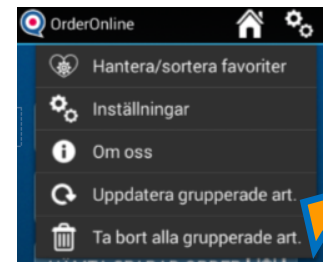 OrderOnline
Hantera/sortera favoriter
Inställningar
Om oss
Uppdatera grupperade art.
Ta bort alla grupperade art.